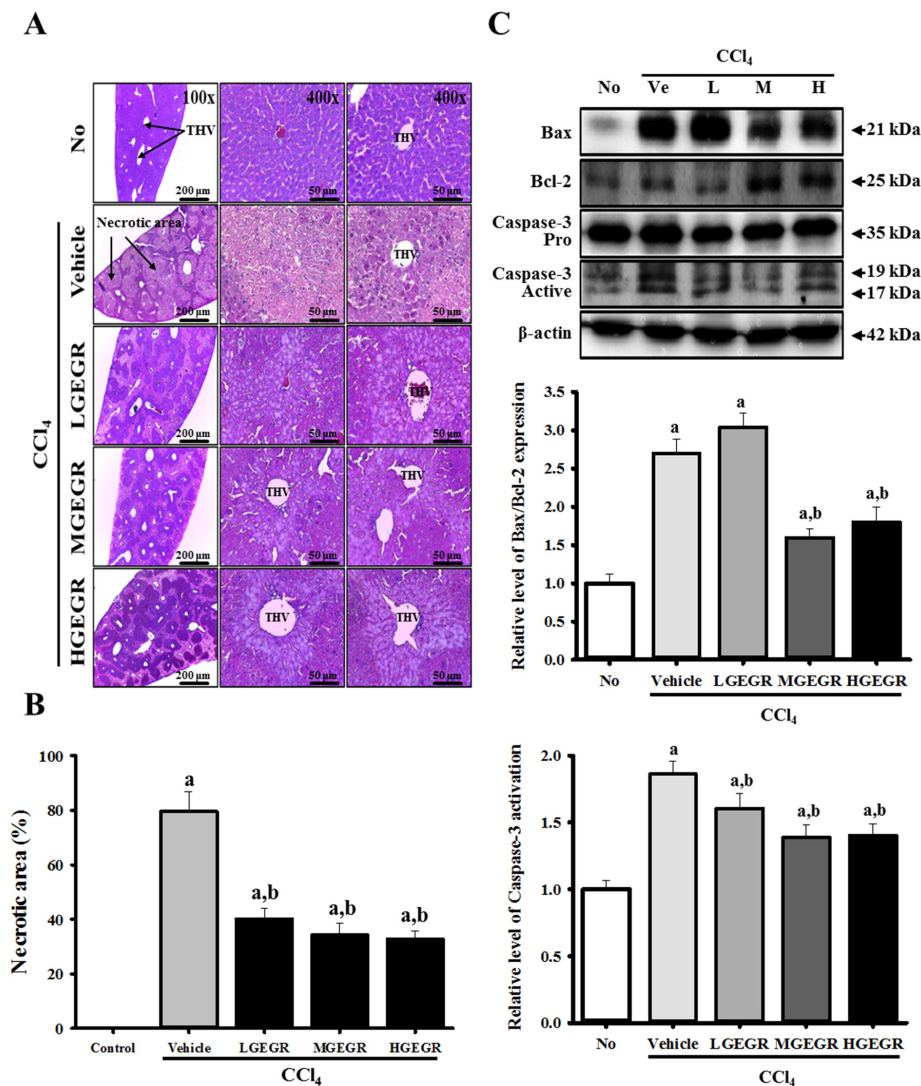 A
No
100x
THV
200 µm
400x
50 µm
400x
THV
50 µm
CCl4
Vehicle
Necrotic area
200 µm
50 µm
THV
50 µm
LGEGR
200 µm
50 µm
THV
50 µm
MGEGR
200 µm
THV
50 µm
THV
50 µm
HGEGR
200 µm
THV
50 µm
THV
50 µm
B
Necrotic area (%)
100
80
60
40
20
0
a
a,b
a,b
a,b
Control Vehicle LGEGR MGEGR HGEGR
CCl4
C
CCl4
No Ve L M H
Bax 21 kDa
Bcl-2 25 kDa
Caspase-3
Pro 35 kDa
Caspase-3
Active
19 kDa
17 kDa
β-actin 42 kDa
Relative level of Bax/Bcl-2 expression
3.5
3.0
2.5
2.0
1.5
1.0
0.5
0.0
a
a
a,b
a,b
No Vehicle LGEGR MGEGR HGEGR
CCl4
Relative level of Caspase-3 activation
2.0
1.5
1.0
0.5
0.0
a
a,b
a,b
a,b
No Vehicle LGEGR MGEGR HGEGR
CCl4